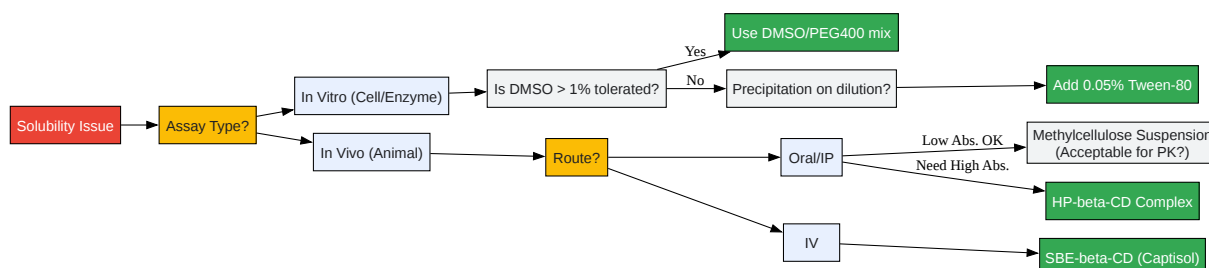 Solubility Issue
Assay Type?
In Vitro (Cell/Enzyme)
Is DMSO > 1% tolerated?
Yes
Use DMSO/PEG400 mix
No
Precipitation on dilution?
Add 0.05% Tween-80
In Vivo (Animal)
Route?
Oral/IP
Low Abs. OK
Methylcellulose Suspension
(Acceptable for PK?)
Need High Abs.
HP-beta-CD Complex
IV
SBE-beta-CD (Captisol)